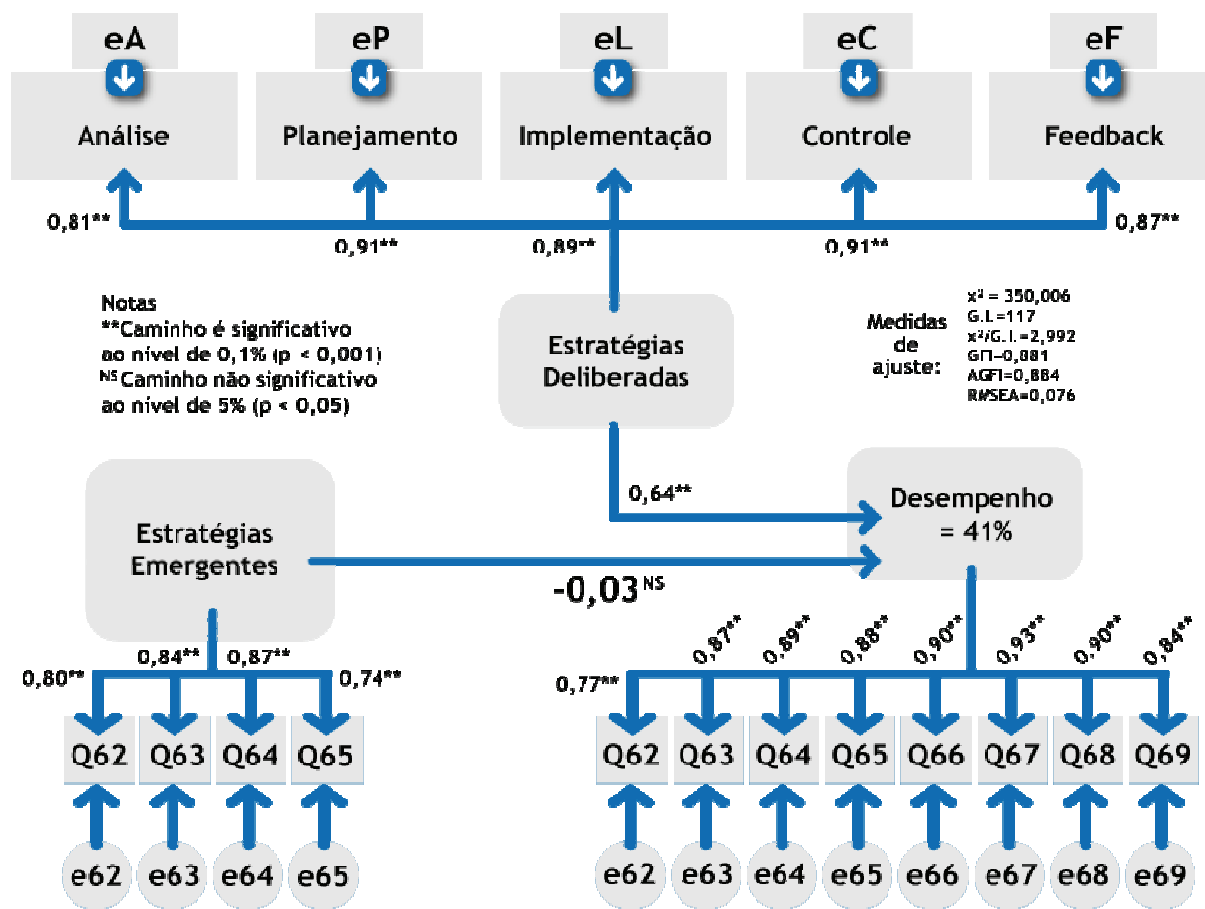 eA eP eL eC eF
Análise Planejamento Implementação Controle Feedback
0,81** 0,91** 0,89** 0,91** 0,87**
Notas
**Caminho é significativo
ao nível de 0,1% (p < 0,001)
NS Caminho não significativo
ao nível de 5% (p < 0,05)
Estratégias
Deliberadas
Medidas
de
ajuste:
x² = 350,006
G.L=117
x²/G.L=2,992
GFI=0,881
AGFI=0,884
RMSEA=0,076
0,64**
Desempenho
= 41%
Estratégias
Emergentes
-0,03 NS
0,80** 0,84** 0,87** 0,74**
Q62 Q63 Q64 Q65
e62 e63 e64 e65
0,77** 0,87** 0,89** 0,88** 0,90** 0,93** 0,90** 0,84**
Q62 Q63 Q64 Q65 Q66 Q67 Q68 Q69
e62 e63 e64 e65 e66 e67 e68 e69